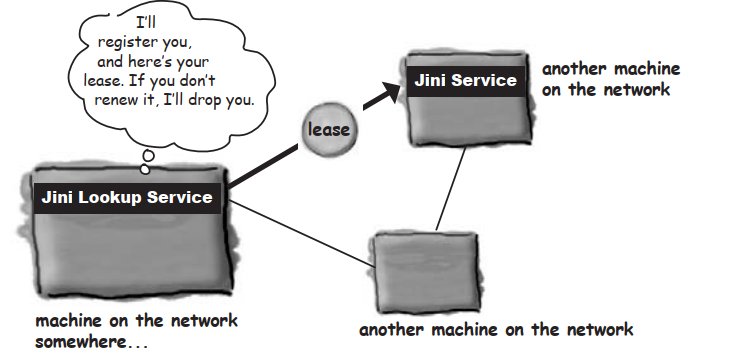 I'll
register you,
and here's your
lease. If you don't
renew it, I'll drop you.
Jini Service
another machine
on the network
lease
Jini Lookup Service
machine on the network
somewhere...
another machine on the network